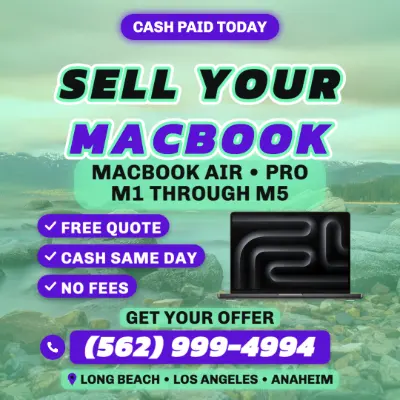 CASH PAID TODAY
SELL YOUR
MACBOOK
MACBOOK AIR • PRO
M1 THROUGH M5
FREE QUOTE
CASH SAME DAY
NO FEES
GET YOUR OFFER
(562) 999-4994
LONG BEACH • LOS ANGELES • ANAHEIM